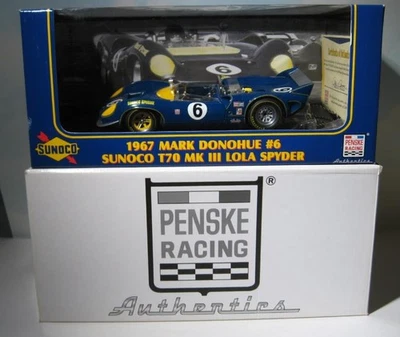 6
SUNOCO
1967 MARK DONOHUE #6
SUNOCO T70 MK III LOLA SPYDER
PENSKE
RACING
Authentics
®
PENSKE
RACING
Authentics